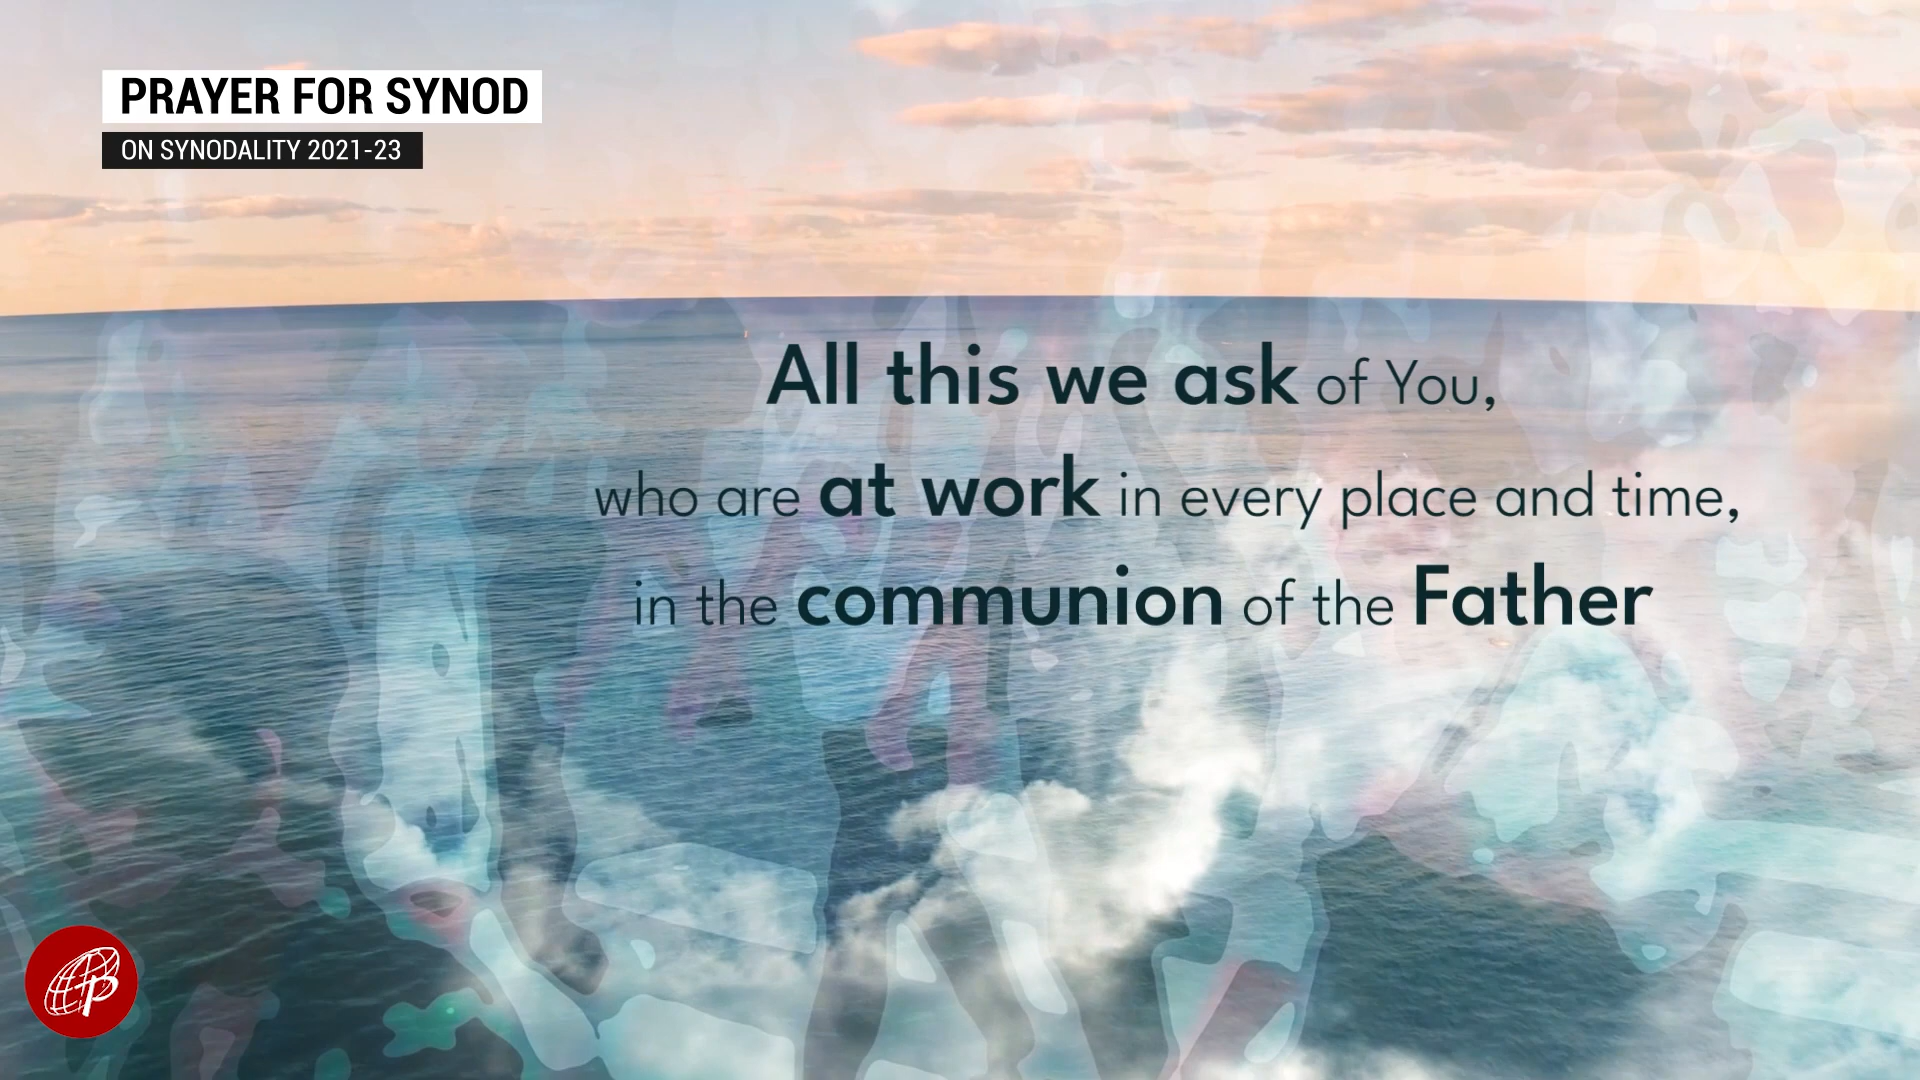 PRAYER FOR SYNOD
ON SYNODALITY 2021-23
All this we ask of You,
who are at work in every place and time,
in the communion of the Father